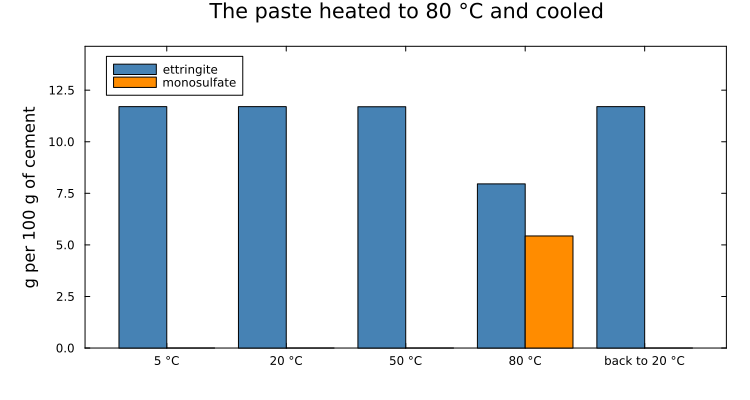 The paste heated to 80 °C and cooled
g per 100 g of cement
12.5
10.0
7.5
5.0
2.5
0.0
ettringite
monosulfate
5 °C
20 °C
50 °C
80 °C
back to 20 °C